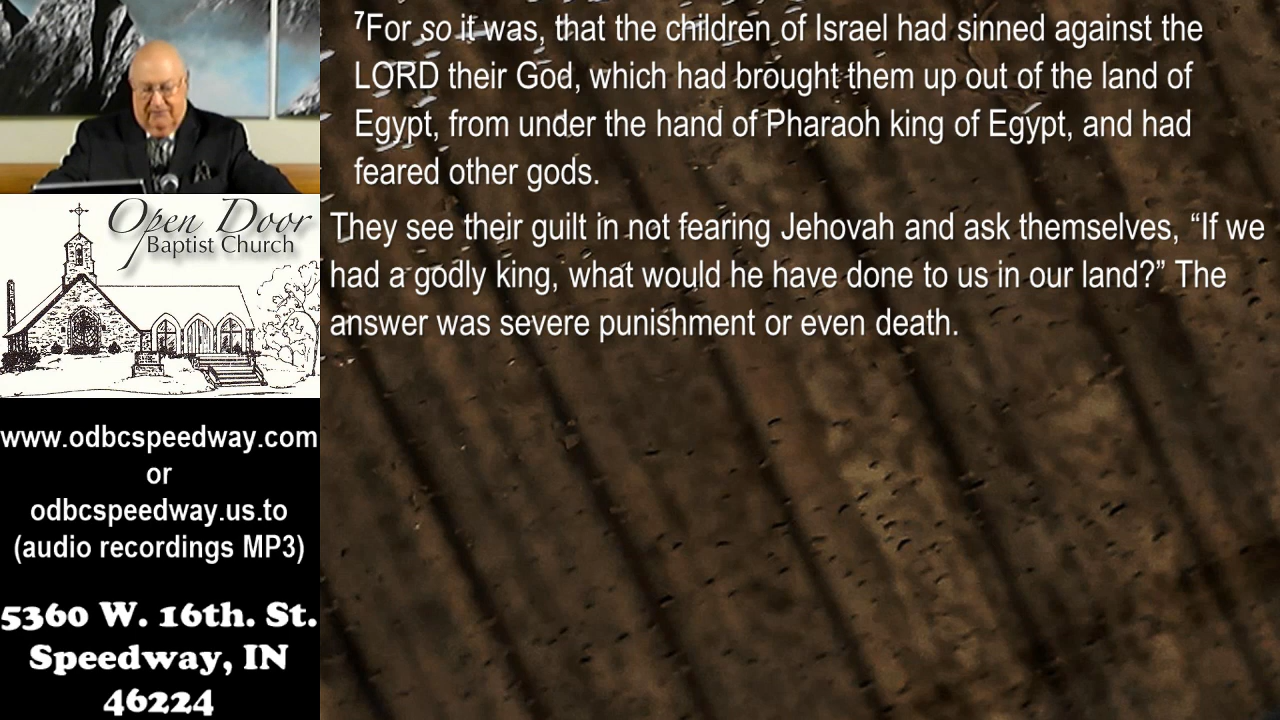 ⁷For so it was, that the children of Israel had sinned against the
LORD their God, which had brought them up out of the land of
Egypt, from under the hand of Pharaoh king of Egypt, and had
feared other gods.
They see their guilt in not fearing Jehovah and ask themselves, “If we
had a godly king, what would he have done to us in our land?” The
answer was severe punishment or even death.
Open Door
Baptist Church
www.odbcspeedway.com
or
odbcspeedway.us.to
(audio recordings MP3)
5360 W. 16th. St.
Speedway, IN
46224